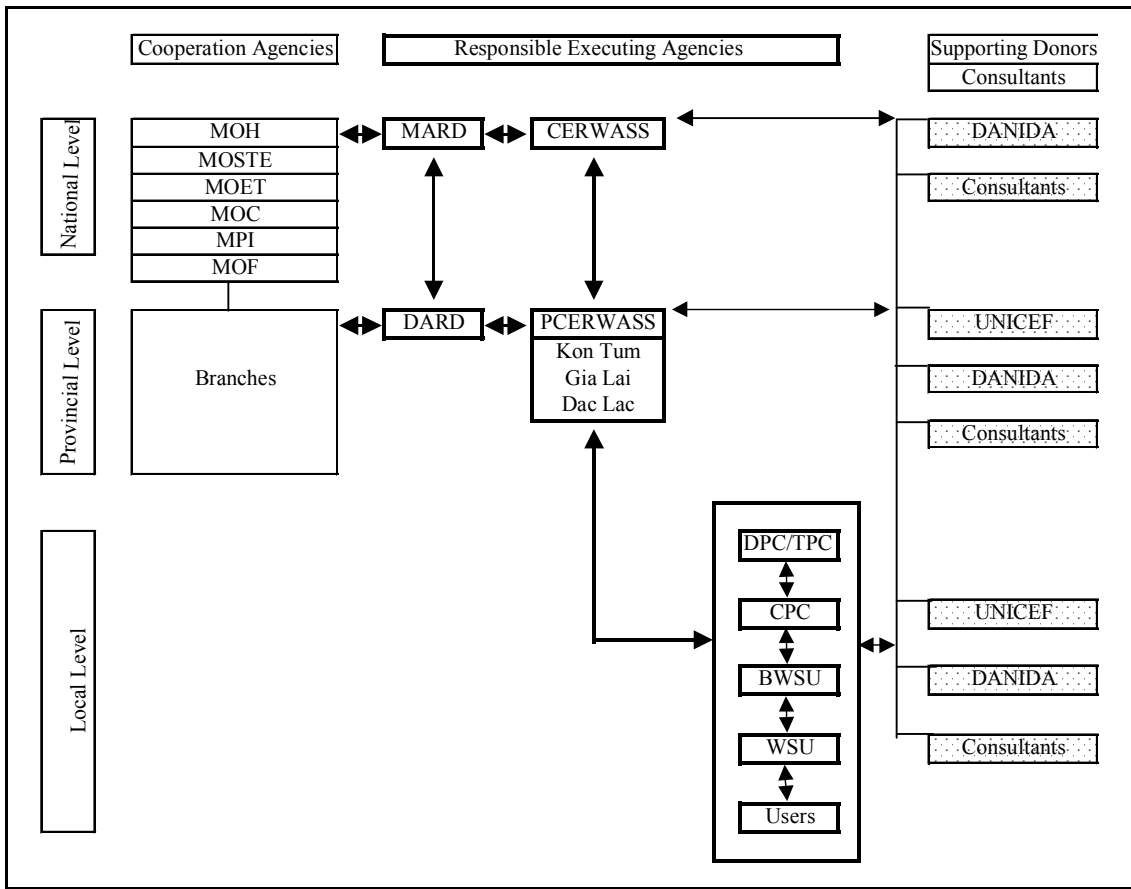 Cooperation Agencies
Responsible Executing Agencies
Supporting Donors
Consultants
National Level
MOH
MARD
CERWASS
DANIDA
MOSTE
MOET
Consultants
MOC
MPI
MOF
Provincial Level
Branches
DARD
PCERWASS
Kon Tum
Gia Lai
Dac Lac
UNICEF
DANIDA
Consultants
Local Level
DPC/TPC
CPC
BWSU
WSU
Users
UNICEF
DANIDA
Consultants